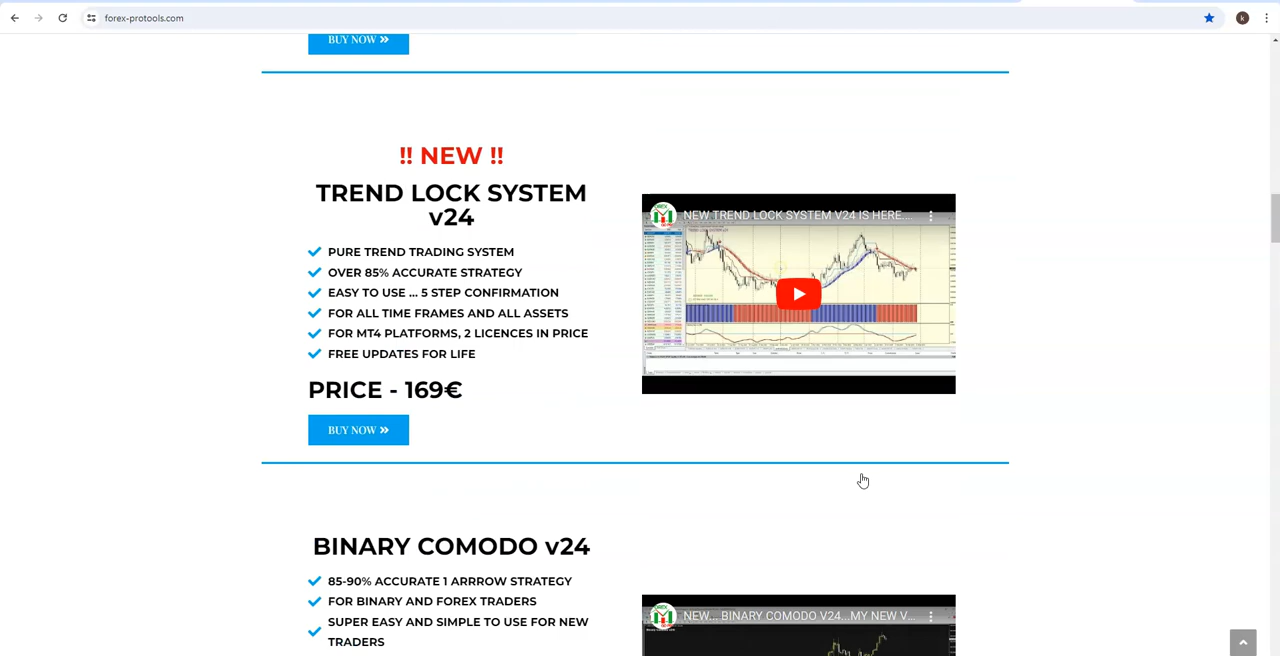 forex-protools.com
k
BUY NOW »
!! NEW !!
TREND LOCK SYSTEM
v24
PURE TREND TRADING SYSTEM
OVER 85% ACCURATE STRATEGY
EASY TO USE ... 5 STEP CONFIRMATION
FOR ALL TIME FRAMES AND ALL ASSETS
FOR MT4 PLATFORMS, 2 LICENCES IN PRICE
FREE UPDATES FOR LIFE
PRICE - 169€
BUY NOW »
NEW TREND LOCK SYSTEM V24 IS HERE....
BINARY COMODO v24
85-90% ACCURATE 1 ARRROW STRATEGY
FOR BINARY AND FOREX TRADERS
SUPER EASY AND SIMPLE TO USE FOR NEW
TRADERS
NEW... BINARY COMODO V24...MY NEW V...